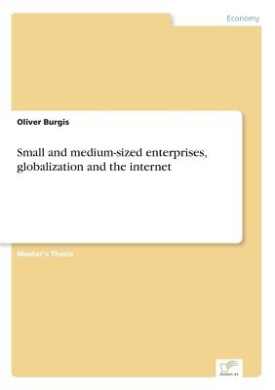 Economy
Oliver Burgis
Small and medium-sized enterprises,
globalization and the internet
Master's Thesis